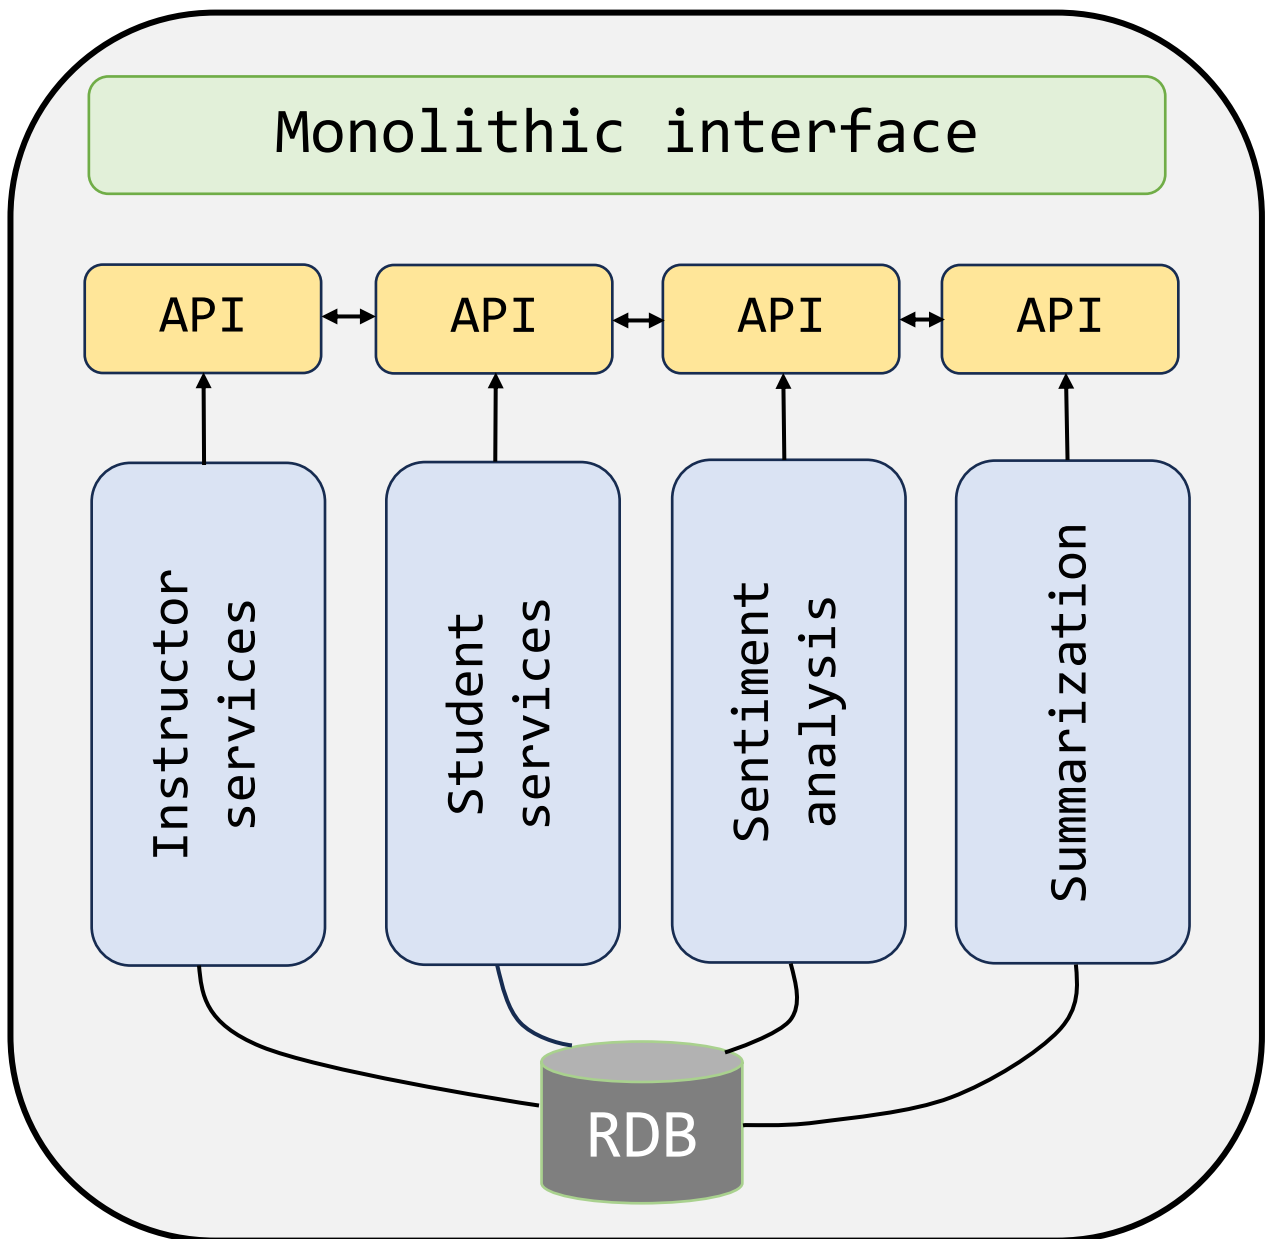 Monolithic interface
API
API
API
API
Instructor
services
Student
services
Sentiment
analysis
Summarization
RDB